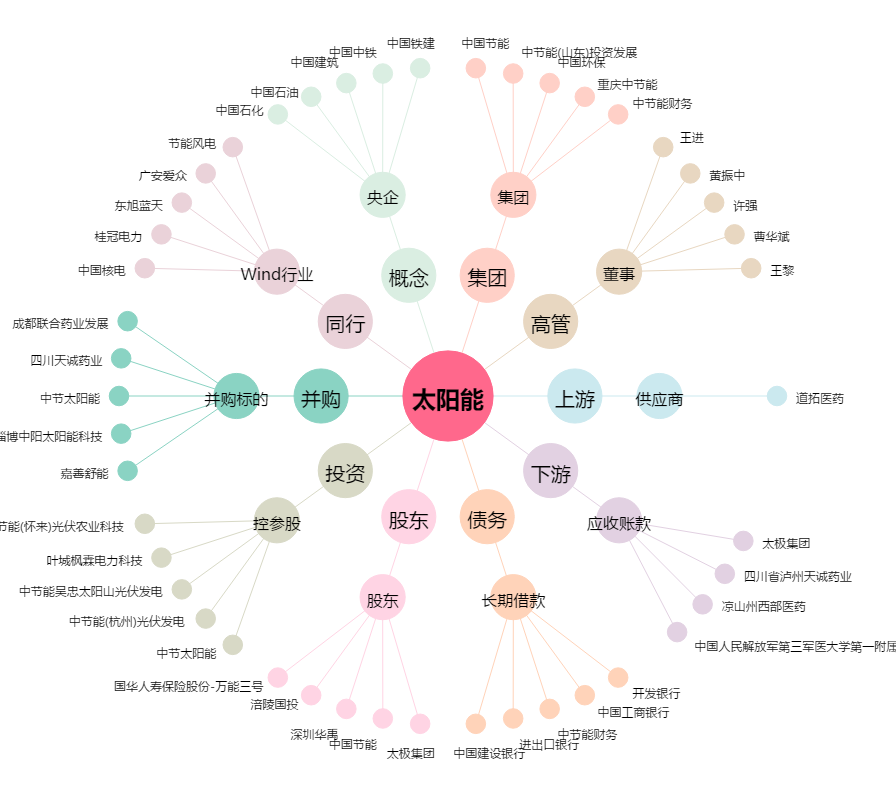 中国铁建
中国中铁
中国建筑
中国石油
中国石化
央企
概念
中国节能
中节能(山东)投资发展
中国环保
重庆中节能
中节能财务
集团
集团
节能风电
广安爱众
东旭蓝天
桂冠电力
中国核电
Wind行业
同行
王进
黄振中
许强
曹华斌
王黎
董事
高管
成都联合药业发展
四川天诚药业
中节太阳能
淄博中阳太阳能科技
嘉善舒能
并购标的
并购
太阳能
上游
供应商
道拓医药
投资
控参股
节能(怀来)光伏农业科技
叶城枫霖电力科技
中节能吴忠太阳山光伏发电
中节能(杭州)光伏发电
中节太阳能
下游
应收账款
太极集团
四川省泸州天诚药业
凉山州西部医药
中国人民解放军第三军医大学第一附属
股东
股东
国华人寿保险股份-万能三号
涪陵国投
深圳华禹
中国节能
太极集团
债务
长期借款
开发银行
中国工商银行
中节能财务
进出口银行
中国建设银行